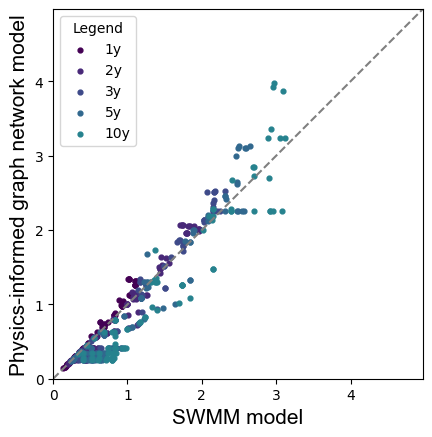 Physics-informed graph network model
Legend
1y
2y
3y
5y
10y
4
3
2
1
0
0
1
2
3
4
SWMM model